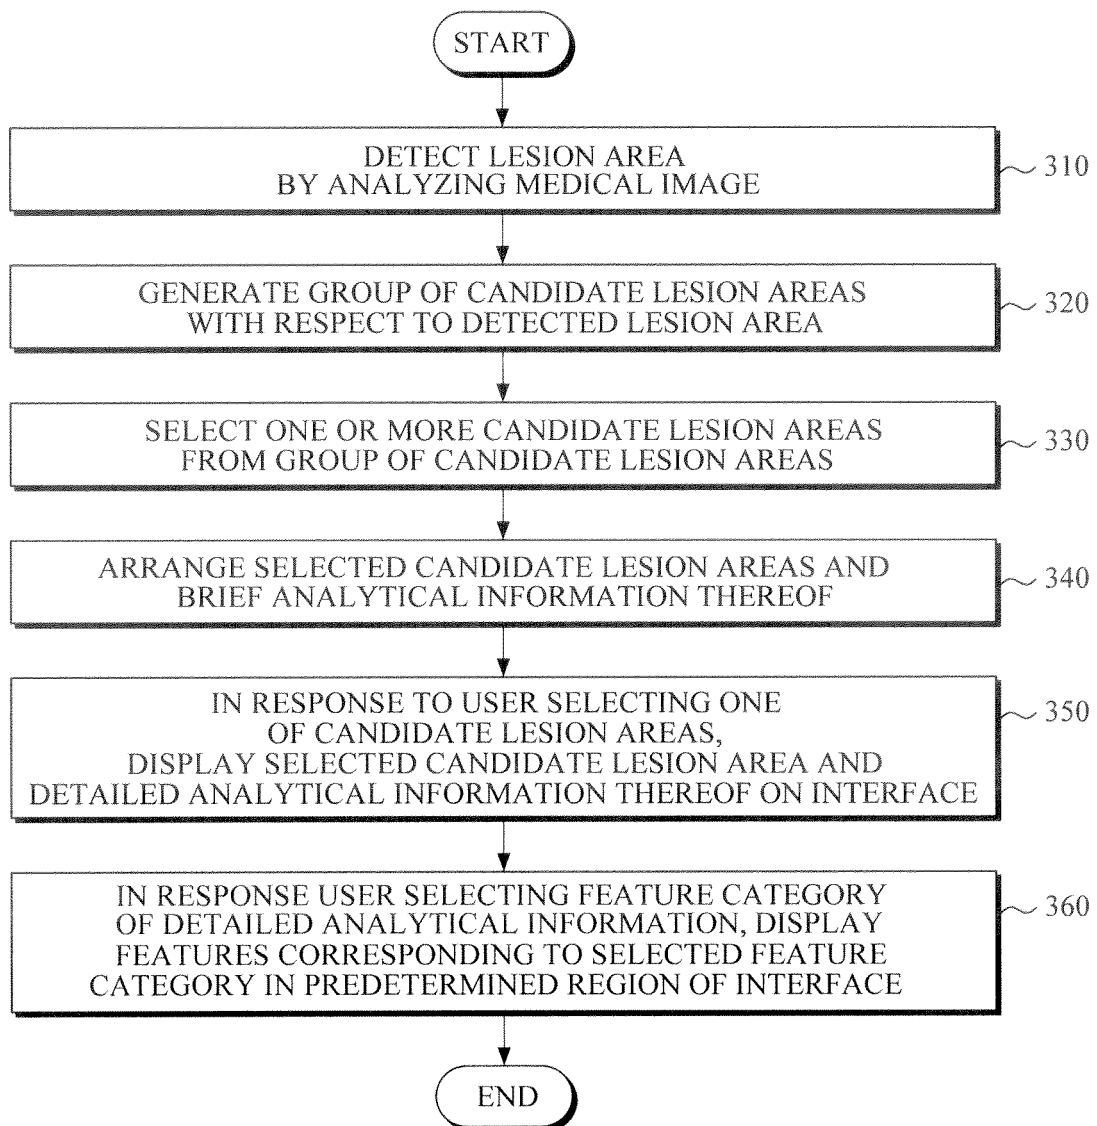 START
DETECT LESION AREA
BY ANALYZING MEDICAL IMAGE
310
GENERATE GROUP OF CANDIDATE LESION AREAS
WITH RESPECT TO DETECTED LESION AREA
320
SELECT ONE OR MORE CANDIDATE LESION AREAS
FROM GROUP OF CANDIDATE LESION AREAS
330
ARRANGE SELECTED CANDIDATE LESION AREAS AND
BRIEF ANALYTICAL INFORMATION THEREOF
340
IN RESPONSE TO USER SELECTING ONE
OF CANDIDATE LESION AREAS,
DISPLAY SELECTED CANDIDATE LESION AREA AND
DETAILED ANALYTICAL INFORMATION THEREOF ON INTERFACE
350
IN RESPONSE USER SELECTING FEATURE CATEGORY
OF DETAILED ANALYTICAL INFORMATION, DISPLAY
FEATURES CORRESPONDING TO SELECTED FEATURE
CATEGORY IN PREDETERMINED REGION OF INTERFACE
360
END